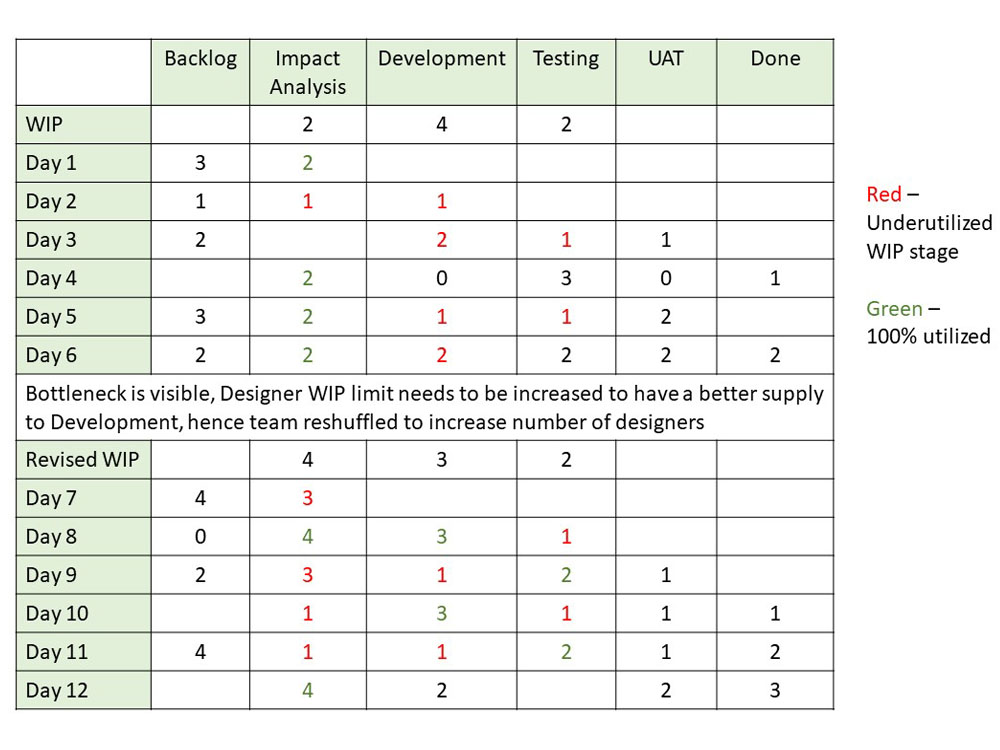 Backlog Impact Analysis Development Testing UAT Done
WIP 2 4 2
Day 1 3 2
Day 2 1 1 1
Day 3 2 2 1 1
Day 4 2 0 3 0 1
Day 5 3 2 1 1 2
Day 6 2 2 2 2 2 2
Bottleneck is visible, Designer WIP limit needs to be increased to have a better supply
to Development, hence team reshuffled to increase number of designers
Revised WIP 4 3 2
Day 7 4 3
Day 8 0 4 3 1
Day 9 2 3 1 2 1
Day 10 1 3 1 1 1
Day 11 4 1 1 2 1 2
Day 12 4 2 2 3
Red –
Underutilized
WIP stage
Green –
100% utilized